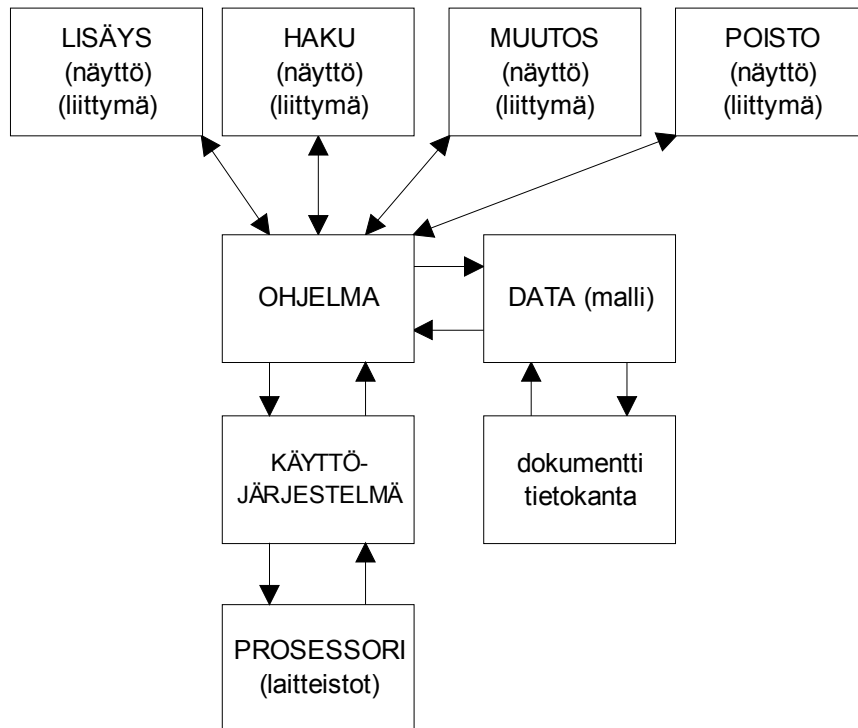 LISÄYS
(näyttö)
(liittymä)
HAKU
(näyttö)
(liittymä)
MUUTOS
(näyttö)
(liittymä)
POISTO
(näyttö)
(liittymä)
OHJELMA
DATA (malli)
KÄYTTÖ-
JÄRJESTELMÄ
dokumentti
tietokanta
PROSESSORI
(laitteistot)